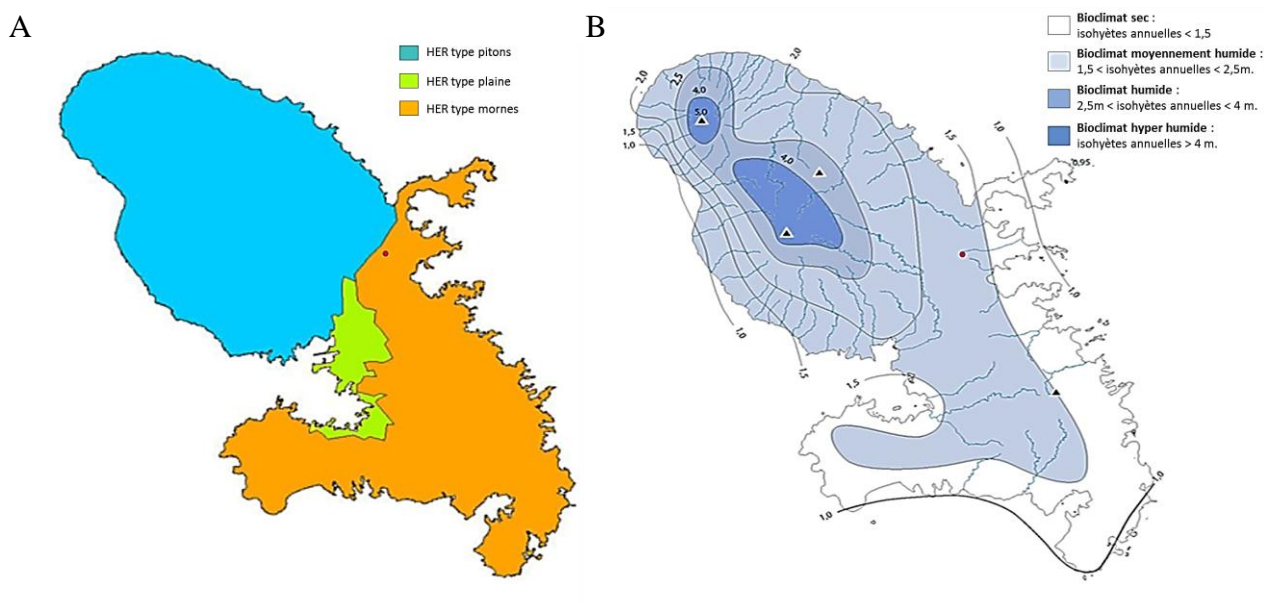 A
HER type pitons
HER type plaine
HER type mornes
B
Bioclimat sec :
isohyètes annuelles < 1,5
Bioclimat moyennement humide :
1,5 < isohyètes annuelles < 2,5m.
Bioclimat humide :
2,5m < isohyètes annuelles < 4 m.
Bioclimat hyper humide :
isohyètes annuelles > 4 m.
2,0
2,0
2,5
4,0
5,0
1,5
1,0
4,0
1,5
1,0
0,95
1,0
1,0
1,5
1,5
1,0
1,0